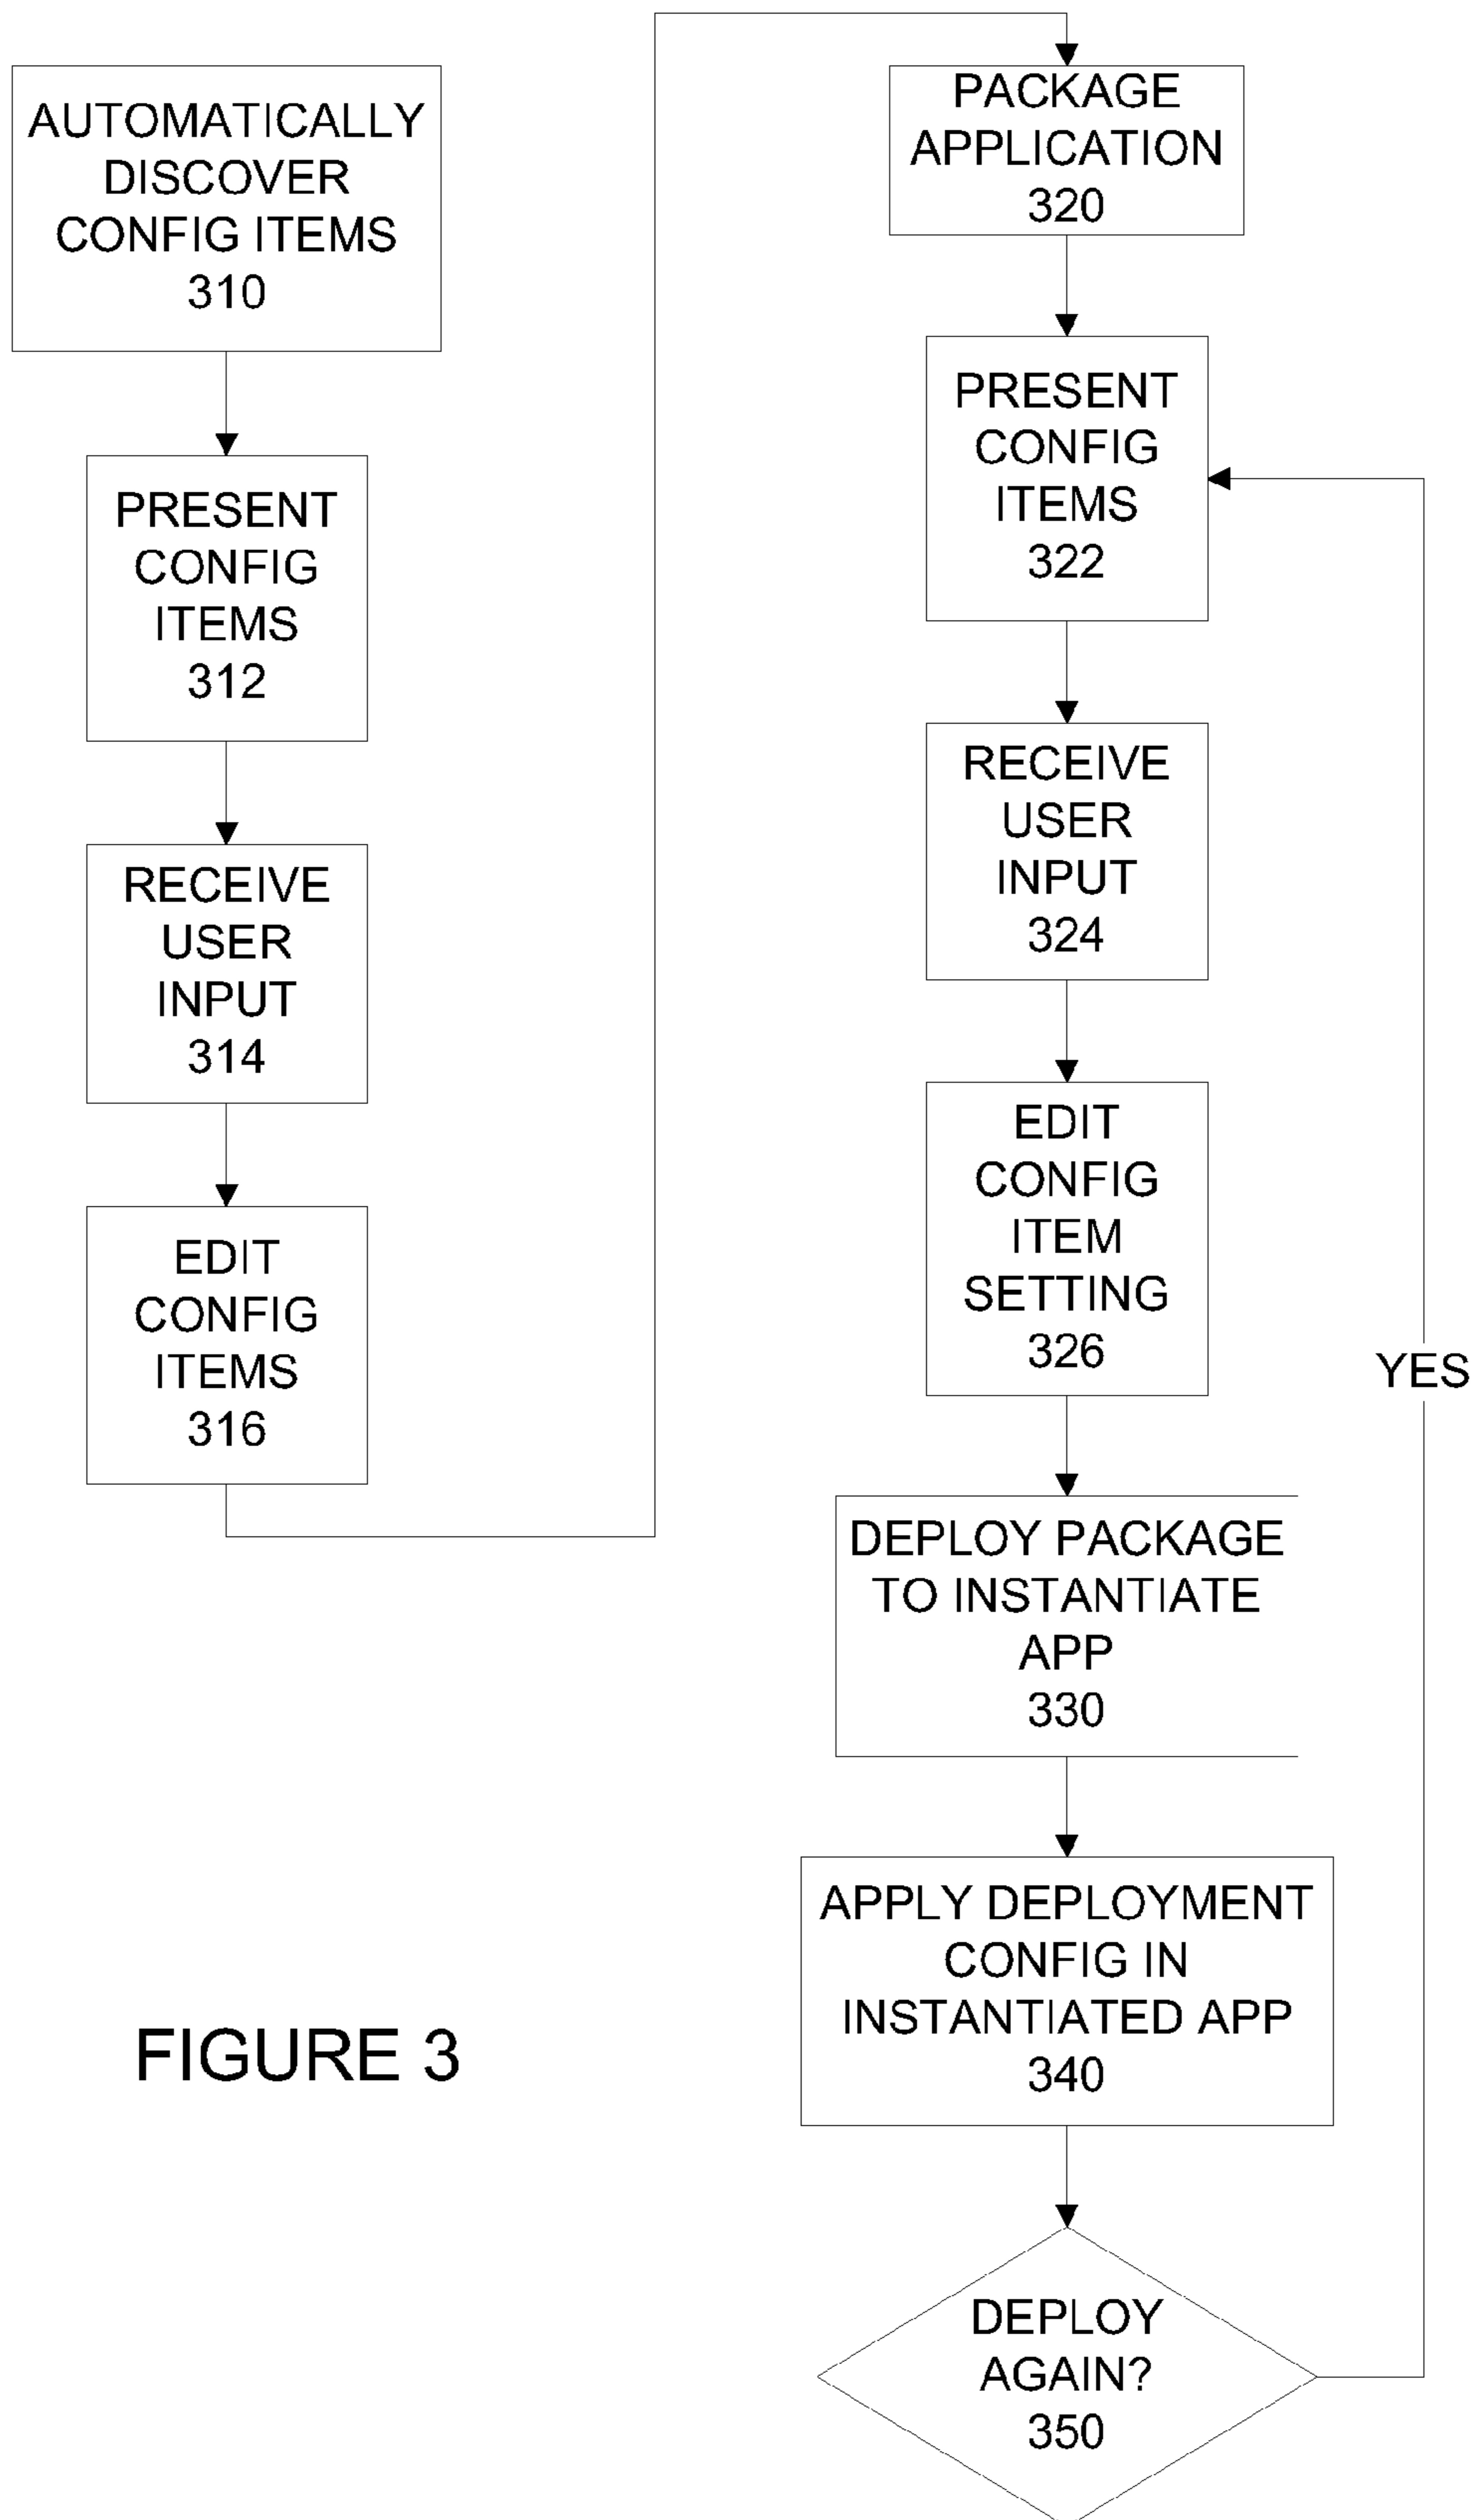 AUTOMATICALLY
DISCOVER
CONFIG ITEMS
310
PRESENT
CONFIG
ITEMS
312
RECEIVE
USER
INPUT
314
EDIT
CONFIG
ITEMS
316
PACKAGE
APPLICATION
320
PRESENT
CONFIG
ITEMS
322
RECEIVE
USER
INPUT
324
EDIT
CONFIG
ITEM
SETTING
326
YES
DEPLOY PACKAGE
TO INSTANTIATE
APP
330
APPLY DEPLOYMENT
CONFIG IN
INSTANTIATED APP
340
DEPLOY
AGAIN?
350
FIGURE 3